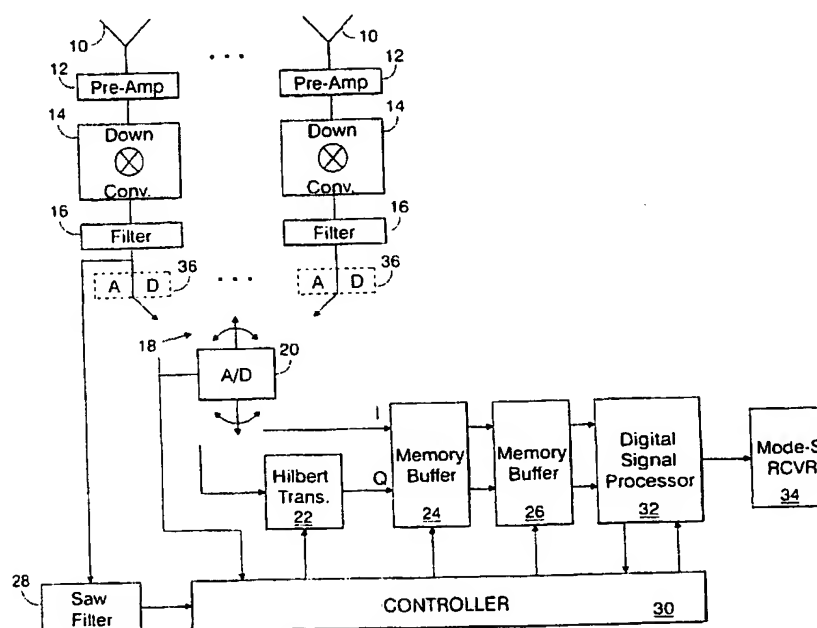 10
10
12
Pre-Amp
12
Pre-Amp
14
Down
Conv.
14
Down
Conv.
16
Filter
16
Filter
36
A D
36
A D
18
20
A/D
I
Q
Hilbert
Trans.
22
Memory
Buffer
24
Memory
Buffer
26
Digital
Signal
Processor
32
Mode-S
RCVR
34
28
Saw
Filter
CONTROLLER
30